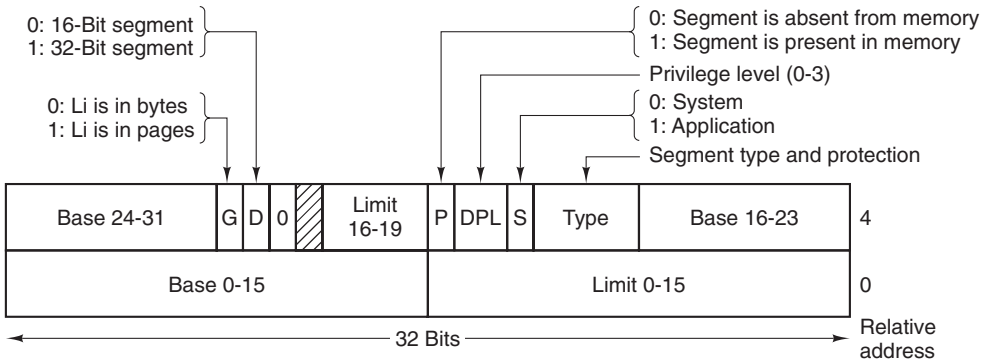 0: 16-Bit segment
1: 32-Bit segment
0: Li is in bytes
1: Li is in pages
0: Segment is absent from memory
1: Segment is present in memory
Privilege level (0-3)
0: System
1: Application
Segment type and protection
Base 24-31
G
D
0
Limit
16-19
P
DPL
S
Type
Base 16-23
4
Base 0-15
Limit 0-15
0
32 Bits
Relative
address